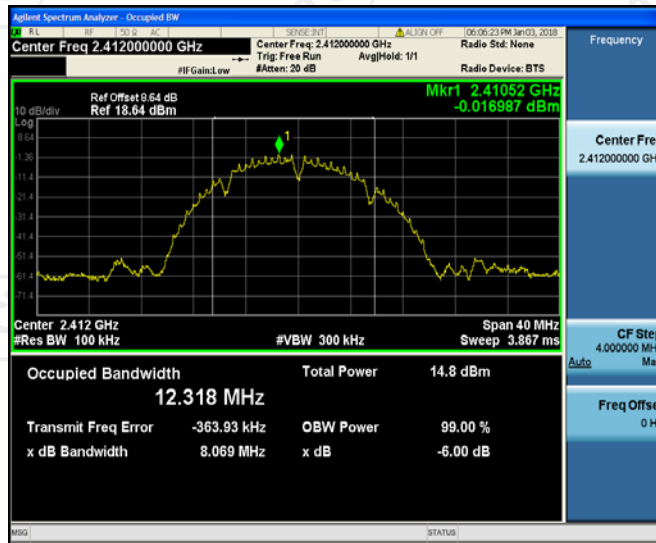 Agilent Spectrum Analyzer - Occupied BW
RL RF 50 Ω AC SENSE:INT ALIGN OFF 06:06:23 PM Jan 03, 2018
Center Freq 2.412000000 GHz
Center Freq: 2.412000000 GHz
Radio Std: None
Trig: Free Run Avg|Hold: 1/1
#IFGain:Low
#Atten: 20 dB
Radio Device: BTS
Frequency
Ref Offset 8.64 dB
Mkr1 2.41052 GHz
10 dB/div
Ref 18.64 dBm
-0.016987 dBm
Log
8.64
1
-1.36
-11.4
-21.4
-31.4
-41.4
-51.4
-61.4
-71.4
Center 2.412 GHz
Span 40 MHz
#Res BW 100 kHz
#VBW 300 kHz
Sweep 3.867 ms
Occupied Bandwidth
Total Power
14.8 dBm
12.318 MHz
Transmit Freq Error -363.93 kHz
OBW Power 99.00 %
x dB Bandwidth 8.069 MHz
x dB -6.00 dB
Center Fre
2.412000000 GH
CF Step
4.000000 MH
Auto Ma
Freq Offse
0 H
MSG
STATUS